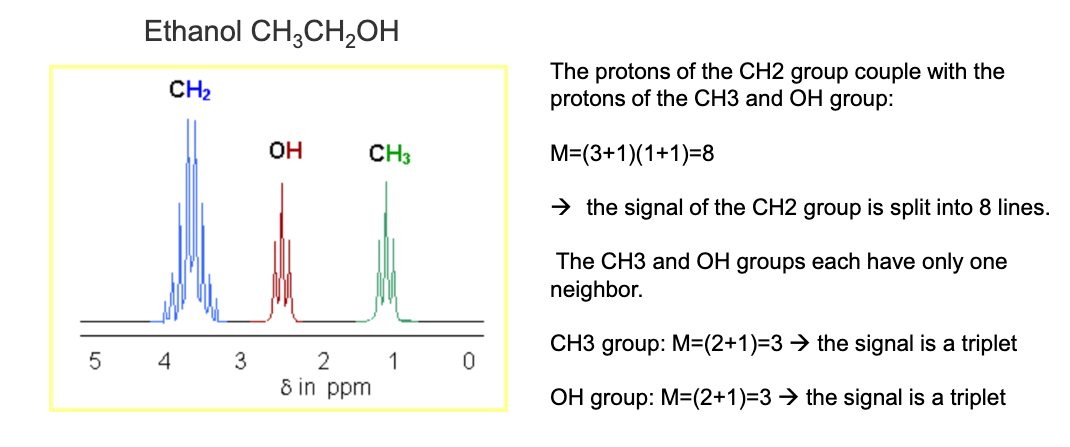 Ethanol CH₃CH₂OH
CH₂
OH
CH₃
5 4 3 2 1 0
δ in ppm
The protons of the CH2 group couple with the
protons of the CH3 and OH group:
M=(3+1)(1+1)=8
→ the signal of the CH2 group is split into 8 lines.
The CH3 and OH groups each have only one
neighbor.
CH3 group: M=(2+1)=3 → the signal is a triplet
OH group: M=(2+1)=3 → the signal is a triplet